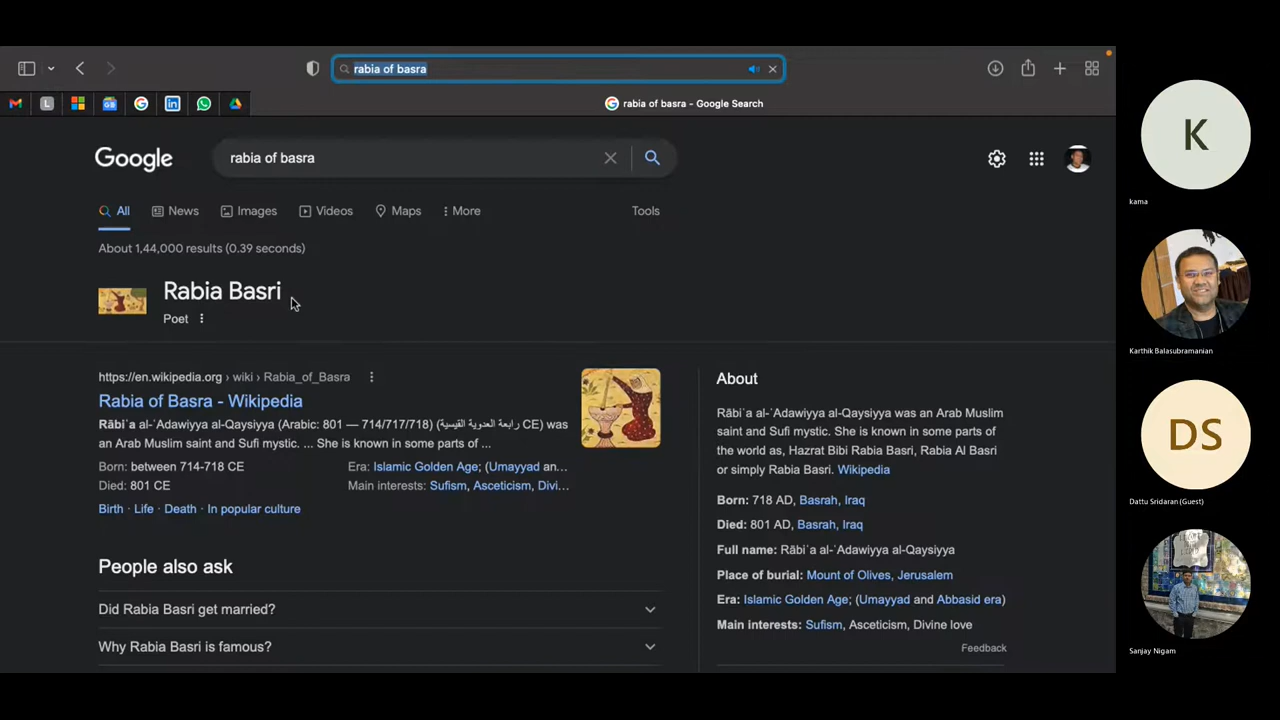 rabia of basra
L
GB
rabia of basra - Google Search
Google
rabia of basra
All
News
Images
Videos
Maps
More
Tools
About 1,44,000 results (0.39 seconds)
Rabia Basri
Poet
https://en.wikipedia.org › wiki › Rabia_of_Basra
Rabia of Basra - Wikipedia
Rābiʻa al-ʻAdawiyya al-Qaysiyya (Arabic: 801 — 714/717/718) (رابعة العدوية القيسية CE) was
an Arab Muslim saint and Sufi mystic. ... She is known in some parts of ...
Born: between 714-718 CE
Era: Islamic Golden Age; (Umayyad an...
Died: 801 CE
Main interests: Sufism, Asceticism, Divi...
Birth · Life · Death · In popular culture
People also ask
Did Rabia Basri get married?
Why Rabia Basri is famous?
About
Rābiʻa al-ʻAdawiyya al-Qaysiyya was an Arab Muslim
saint and Sufi mystic. She is known in some parts of
the world as, Hazrat Bibi Rabia Basri, Rabia Al Basri
or simply Rabia Basri. Wikipedia
Born: 718 AD, Basrah, Iraq
Died: 801 AD, Basrah, Iraq
Full name: Rābiʻa al-ʻAdawiyya al-Qaysiyya
Place of burial: Mount of Olives, Jerusalem
Era: Islamic Golden Age; (Umayyad and Abbasid era)
Main interests: Sufism, Asceticism, Divine love
Feedback
K
kama
Karthik Balasubramanian
DS
Dattu Sridaran (Guest)
Sanjay Nigam